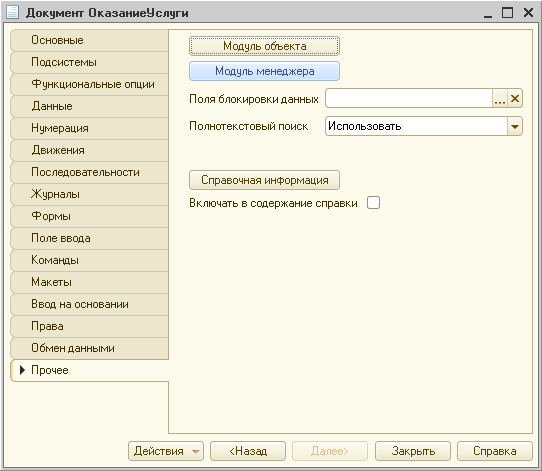 Документ ОказаниеУслуги
Основные
Подсистемы
Функциональные опции
Данные
Нумерация
Движения
Последовательности
Журналы
Формы
Поле ввода
Команды
Макеты
Ввод на основании
Права
Обмен данными
Прочее
Модуль объекта
Модуль менеджера
Поля блокировки данных ...
Полнотекстовый поиск Использовать
Справочная информация
Включать в содержание справки
Действия <Назад Далее> Закрыть Справка